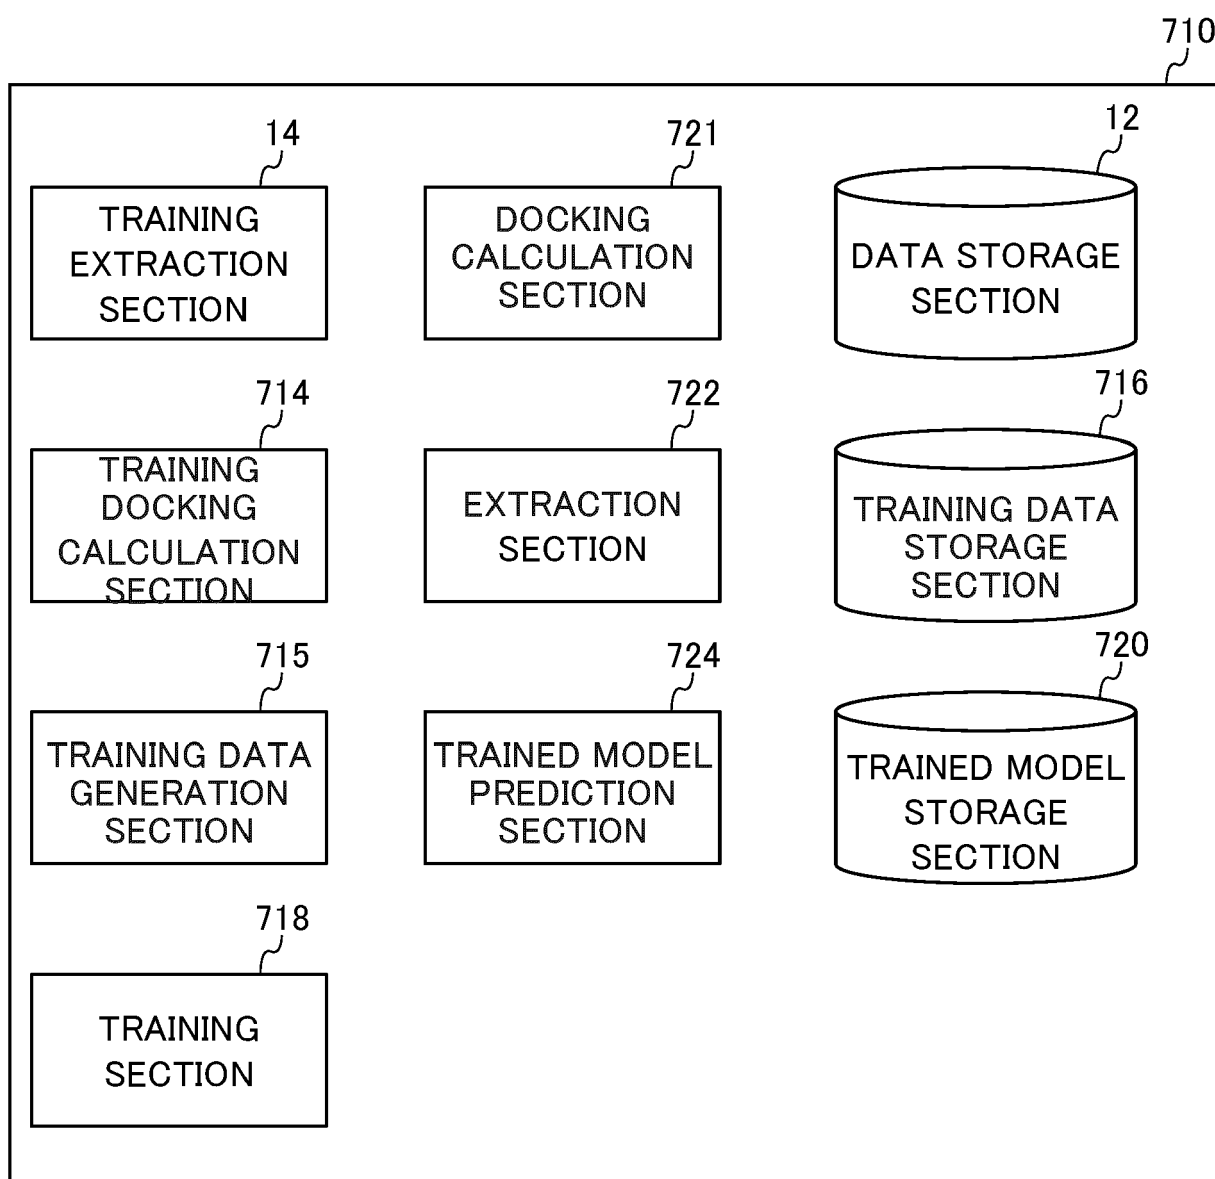 710
14
TRAINING
EXTRACTION
SECTION
721
DOCKING
CALCULATION
SECTION
12
DATA STORAGE
SECTION
714
TRAINING
DOCKING
CALCULATION
SECTION
722
EXTRACTION
SECTION
716
TRAINING DATA
STORAGE
SECTION
715
TRAINING DATA
GENERATION
SECTION
724
TRAINED MODEL
PREDICTION
SECTION
720
TRAINED MODEL
STORAGE
SECTION
718
TRAINING
SECTION